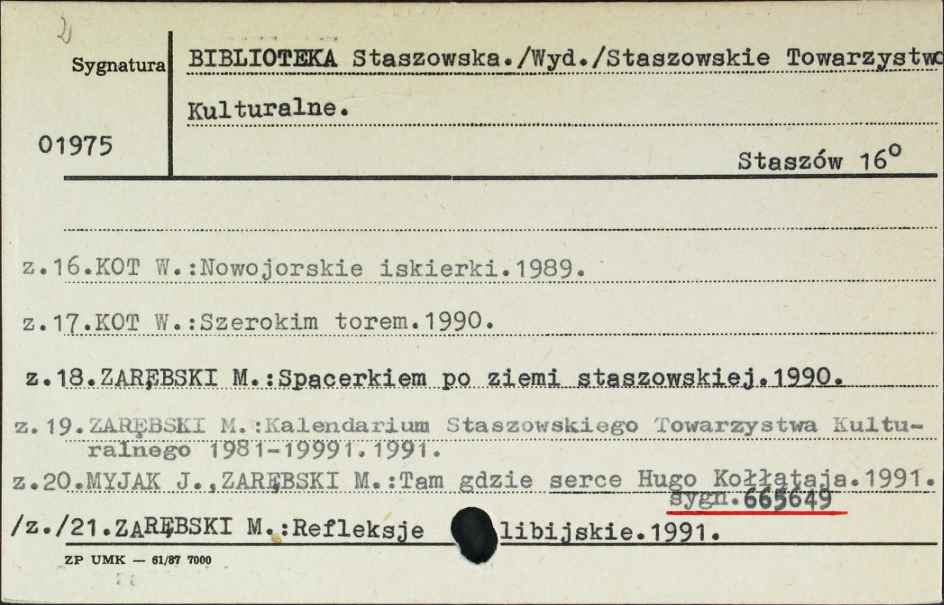 2
Sygnatura
BIBLIOTEKA Staszowska./Wyd./Staszowskie Towarzystwo
Kulturalne.
01975
Staszów 16°
z.16.KOT W.:Nowojorskie iskierki.1989.
z.17.KOT W.:Szerokim torem.1990.
z.18.ZARĘBSKI M.:Spacerkiem po ziemi staszowskiej.1990.
z.19.ZARĘBSKI M.:Kalendarium Staszowskiego Towarzystwa Kultu-
ralnego 1981-19991.1991.
z.20.MYJAK J.,ZARĘBSKI M.:Tam gdzie serce Hugo Kołłątaja.1991.
sygn.665649
/z./21.ZARĘBSKI M.:Refleksje libijskie.1991.
ZP UMK — 61/87 7000